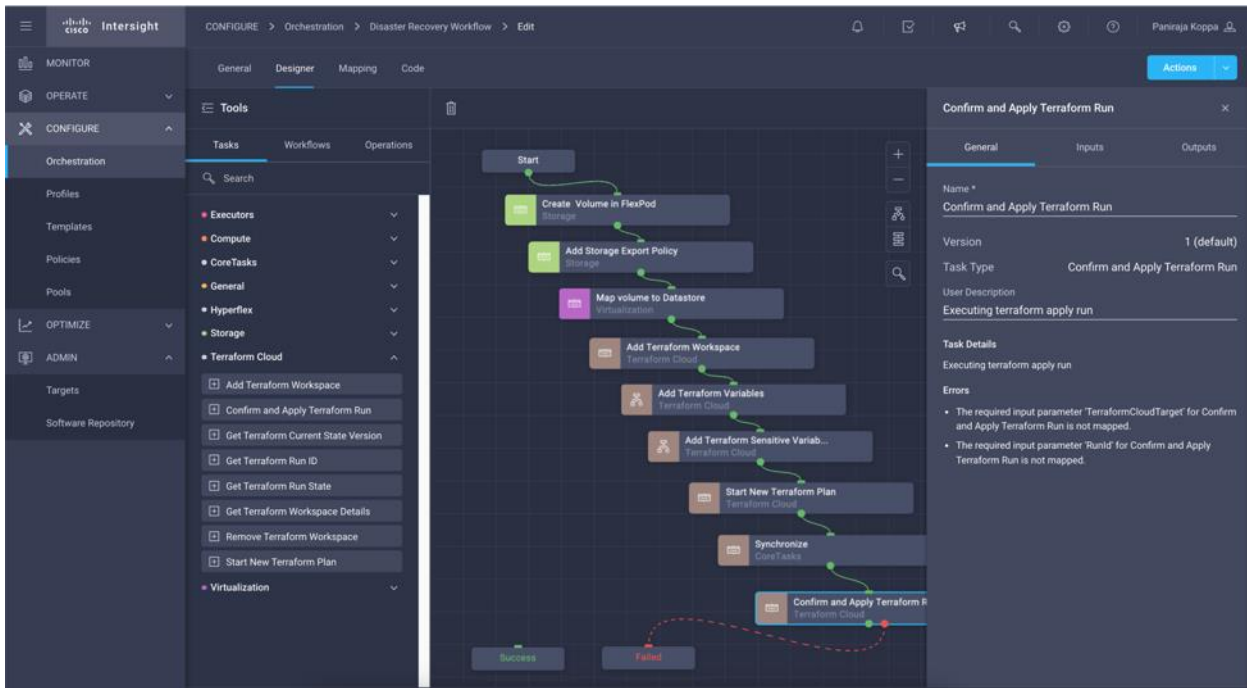 cisco Intersight
CONFIGURE > Orchestration > Disaster Recovery Workflow > Edit
Paniraja Koppa
MONITOR
OPERATE
CONFIGURE
Orchestration
Profiles
Templates
Policies
Pools
OPTIMIZE
ADMIN
Targets
Software Repository
General Designer Mapping Code
Actions
Tools
Tasks Workflows Operations
Search
Executors
Compute
CoreTasks
General
Hyperflex
Storage
Terraform Cloud
Add Terraform Workspace
Confirm and Apply Terraform Run
Get Terraform Current State Version
Get Terraform Run ID
Get Terraform Run State
Get Terraform Workspace Details
Remove Terraform Workspace
Start New Terraform Plan
Virtualization
Start
Create Volume in FlexPod
Storage
Add Storage Export Policy
Storage
Map volume to Datastore
Virtualization
Add Terraform Workspace
Terraform Cloud
Add Terraform Variables
Terraform Cloud
Add Terraform Sensitive Variab...
Terraform Cloud
Start New Terraform Plan
Terraform Cloud
Synchronize
CoreTasks
Confirm and Apply Terraform R
Terraform Cloud
Success
Failed
Confirm and Apply Terraform Run
General Inputs Outputs
Name *
Confirm and Apply Terraform Run
Version 1 (default)
Task Type Confirm and Apply Terraform Run
User Description
Executing terraform apply run
Task Details
Executing terraform apply run
Errors
• The required input parameter 'TerraformCloudTarget' for Confirm
and Apply Terraform Run is not mapped.
• The required input parameter 'RunId' for Confirm and Apply
Terraform Run is not mapped.